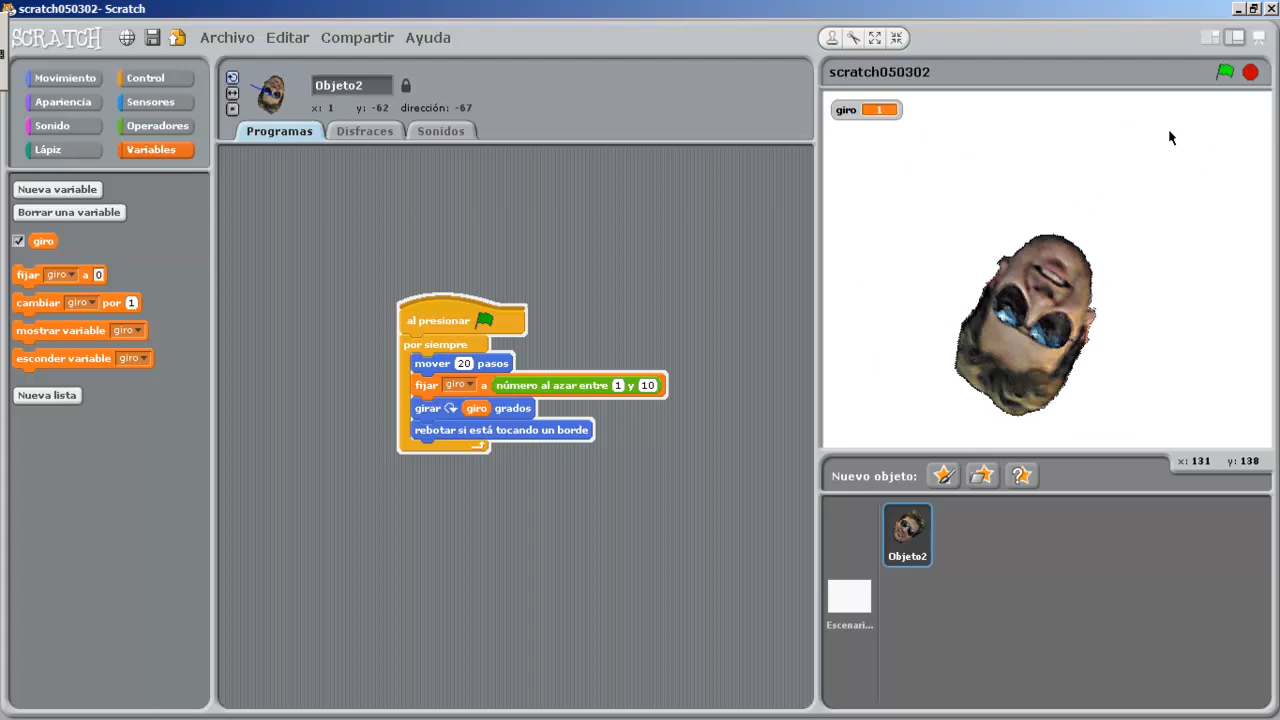 scratch050302- Scratch
SCRATCH
Archivo Editar Compartir Ayuda
Movimiento Control
Apariencia Sensores
Sonido Operadores
Lápiz Variables
Nueva variable
Borrar una variable
giro
fijar giro a 0
cambiar giro por 1
mostrar variable giro
esconder variable giro
Nueva lista
Objeto2
x: 1 y: -62 dirección: -67
Programas Disfraces Sonidos
al presionar
por siempre
mover 20 pasos
fijar giro a número al azar entre 1 y 10
girar giro grados
rebotar si está tocando un borde
scratch050302
giro 1
x: 131 y: 138
Nuevo objeto:
Objeto2
Escenari...